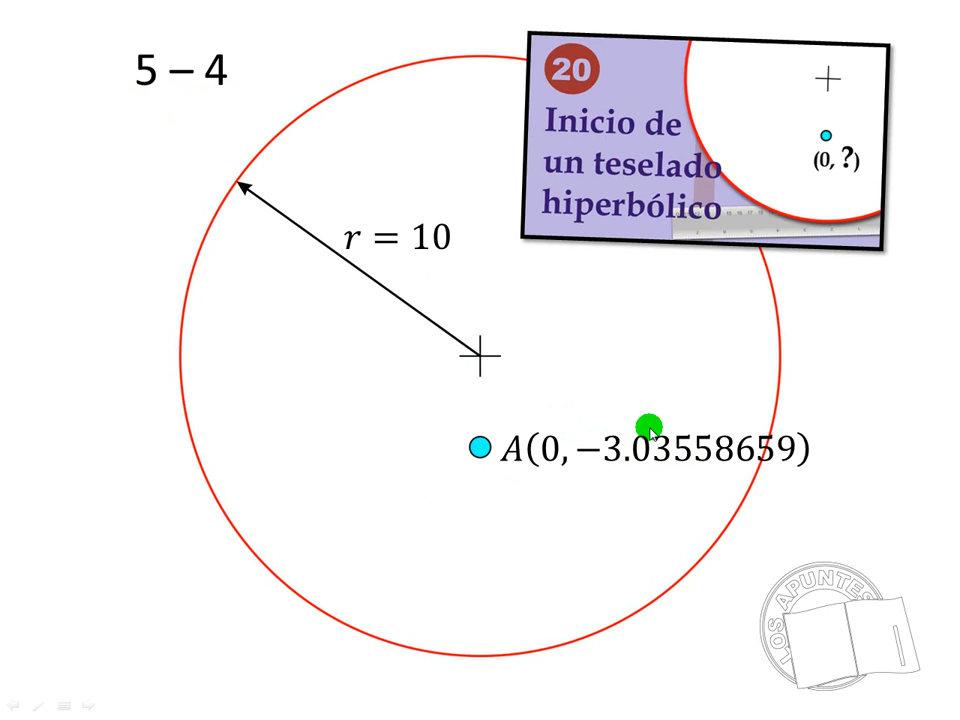 5 – 4
20
Inicio de
un teselado
hiperbólico
(0, ?)
r = 10
A(0, −3.03558659)
LOS APUNTES